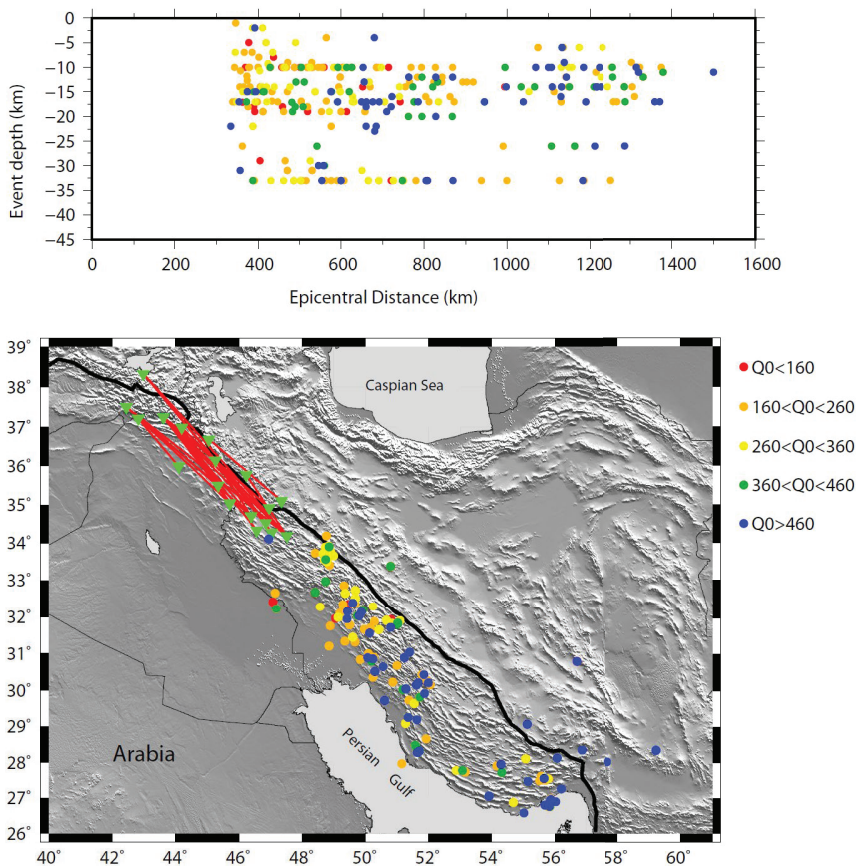 0
−5
−10
−15
−20
−25
−30
−35
−40
−45
Event depth (km)
0 200 400 600 800 1000 1200 1400 1600
Epicentral Distance (km)
39°
38°
37°
36°
35°
34°
33°
32°
31°
30°
29°
28°
27°
26°
Caspian Sea
Arabia
Persian Gulf
40° 42° 44° 46° 48° 50° 52° 54° 56° 58° 60°
Q0<160
160<Q0<260
260<Q0<360
360<Q0<460
Q0>460